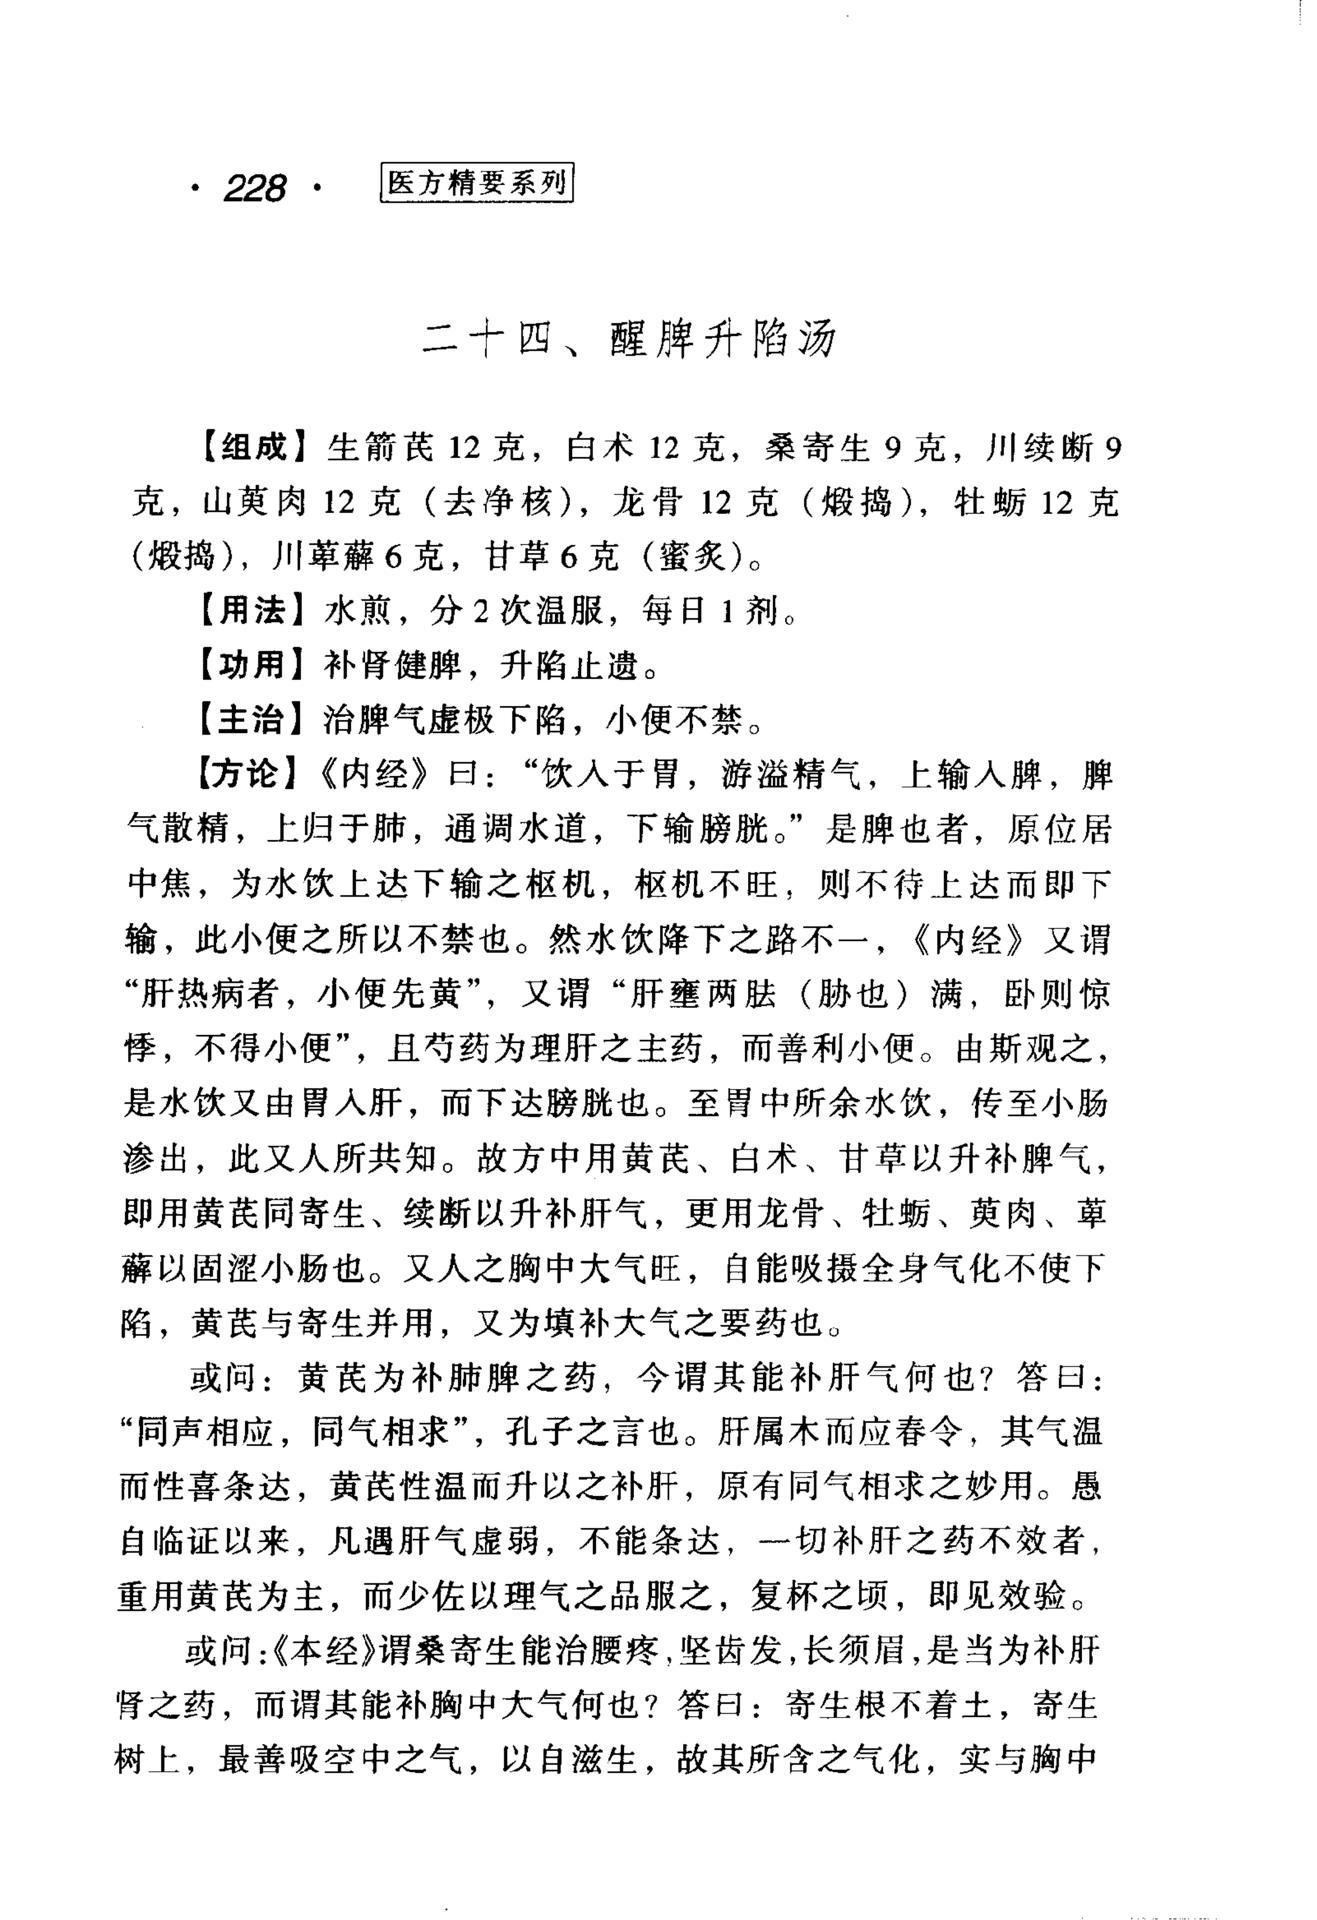 · 228 ·
医方精要系列
二十四、醒脾升陷汤
【组成】生箭芪 12 克，白术 12 克，桑寄生 9 克，川续断 9
克，山萸肉 12 克（去净核），龙骨 12 克（煅捣），牡蛎 12 克
（煅捣），川萆薢 6 克，甘草 6 克（蜜炙）。
【用法】水煎，分 2 次温服，每日 1 剂。
【功用】补肾健脾，升陷止遗。
【主治】治脾气虚极下陷，小便不禁。
【方论】《内经》曰：“饮入于胃，游溢精气，上输入脾，脾
气散精，上归于肺，通调水道，下输膀胱。”是脾也者，原位居
中焦，为水饮上达下输之枢机，枢机不旺，则不待上达而即下
输，此小便之所以不禁也。然水饮降下之路不一，《内经》又谓
“肝热病者，小便先黄”，又谓“肝壅两胠（胁也）满，卧则惊
悸，不得小便”，且芍药为理肝之主药，而善利小便。由斯观之，
是水饮又由胃入肝，而下达膀胱也。至胃中所余水饮，传至小肠
渗出，此又人所共知。故方中用黄芪、白术、甘草以升补脾气，
即用黄芪同寄生、续断以升补肝气，更用龙骨、牡蛎、萸肉、萆
薢以固涩小肠也。又人之胸中大气旺，自能吸摄全身气化不使下
陷，黄芪与寄生并用，又为填补大气之要药也。
或问：黄芪为补肺脾之药，今谓其能补肝气何也？答曰：
“同声相应，同气相求”，孔子之言也。肝属木而应春令，其气温
而性喜条达，黄芪性温而升以之补肝，原有同气相求之妙用。愚
自临证以来，凡遇肝气虚弱，不能条达，一切补肝之药不效者，
重用黄芪为主，而少佐以理气之品服之，复杯之顷，即见效验。
或问：《本经》谓桑寄生能治腰疼，坚齿发，长须眉，是当为补肝
肾之药，而谓其能补胸中大气何也？答曰：寄生根不着土，寄生
树上，最善吸空中之气，以自滋生，故其所含之气化，实与胸中